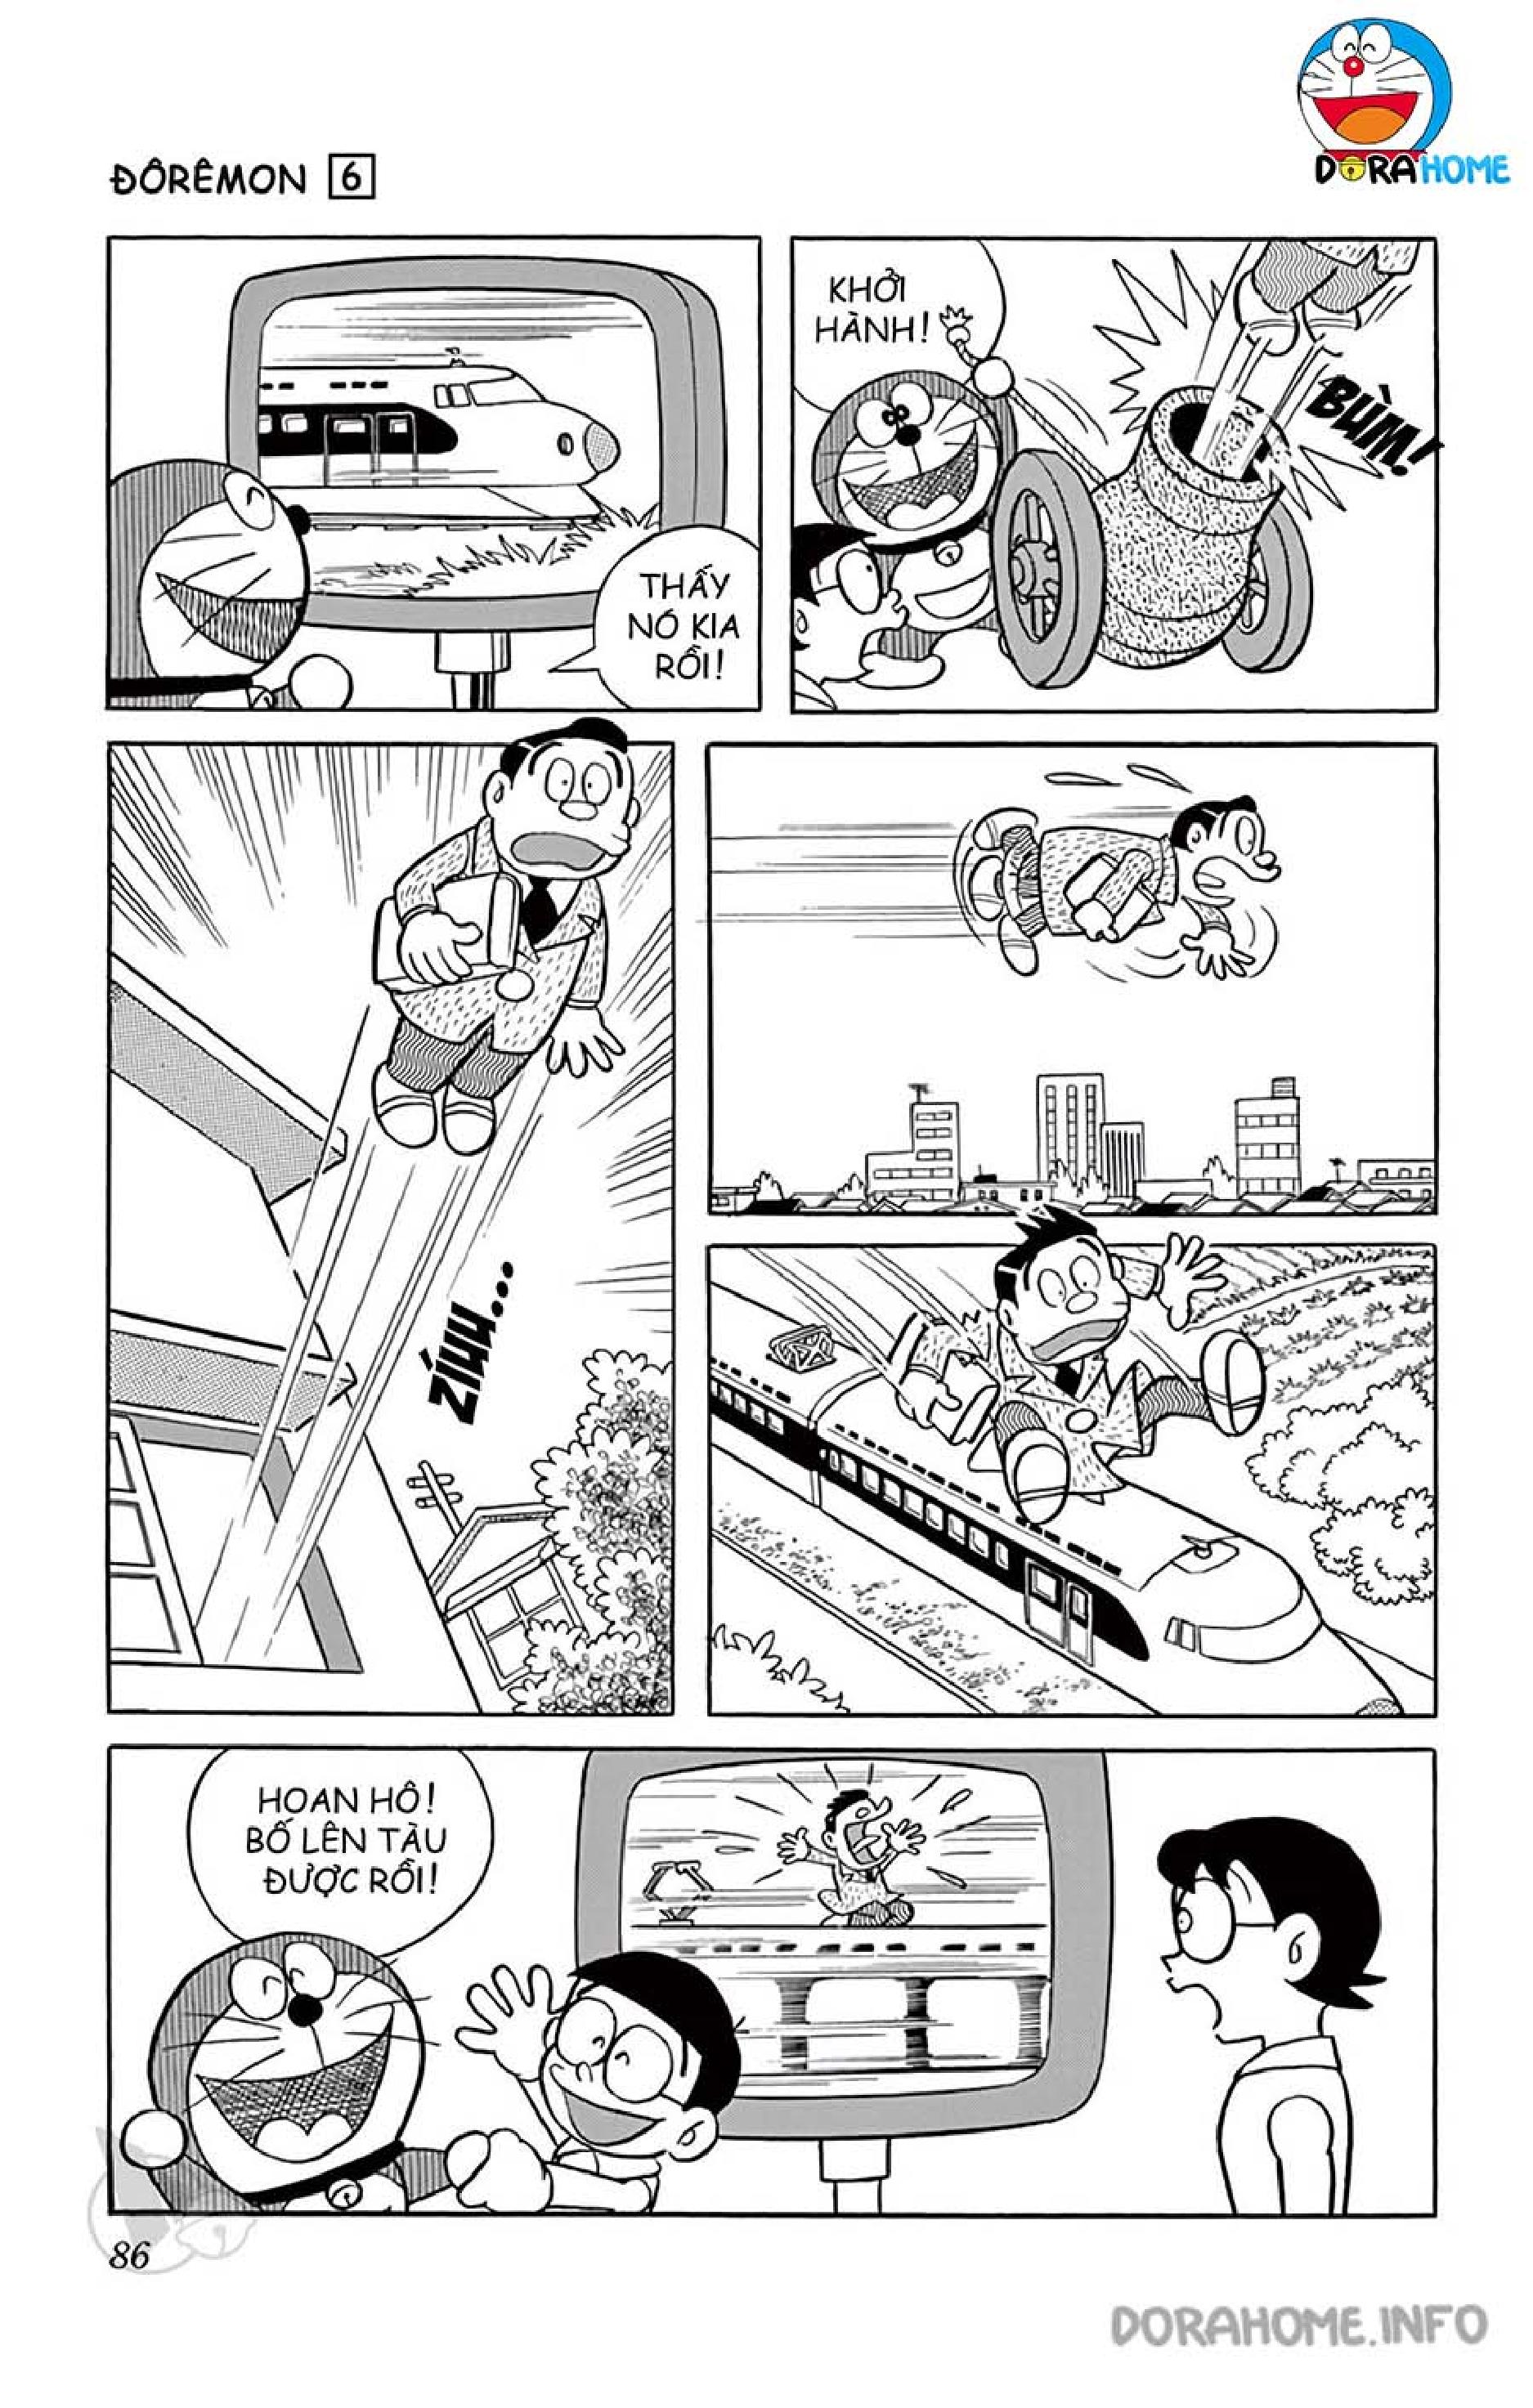 DORAHOME
ĐÔRÊMON 6
THẤY
NÓ KIA
RỒI!
KHỞI
HÀNH!
BÙM!
ZÍUU...
HOAN HÔ!
BỐ LÊN TÀU
ĐƯỢC RỒI!
86
DORAHOME.INFO